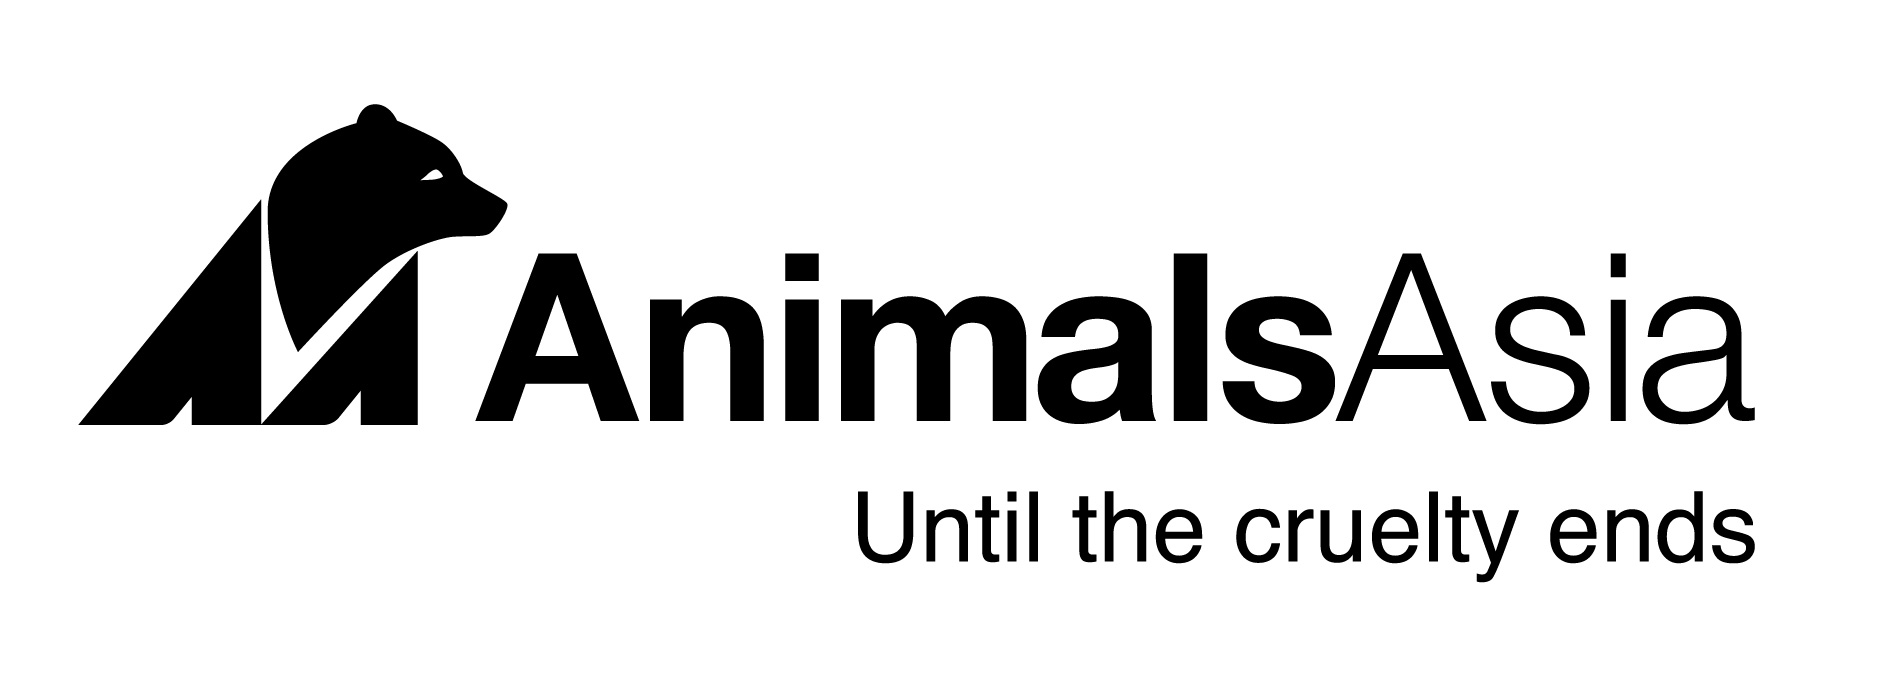 AnimalsAsia
Until the cruelty ends